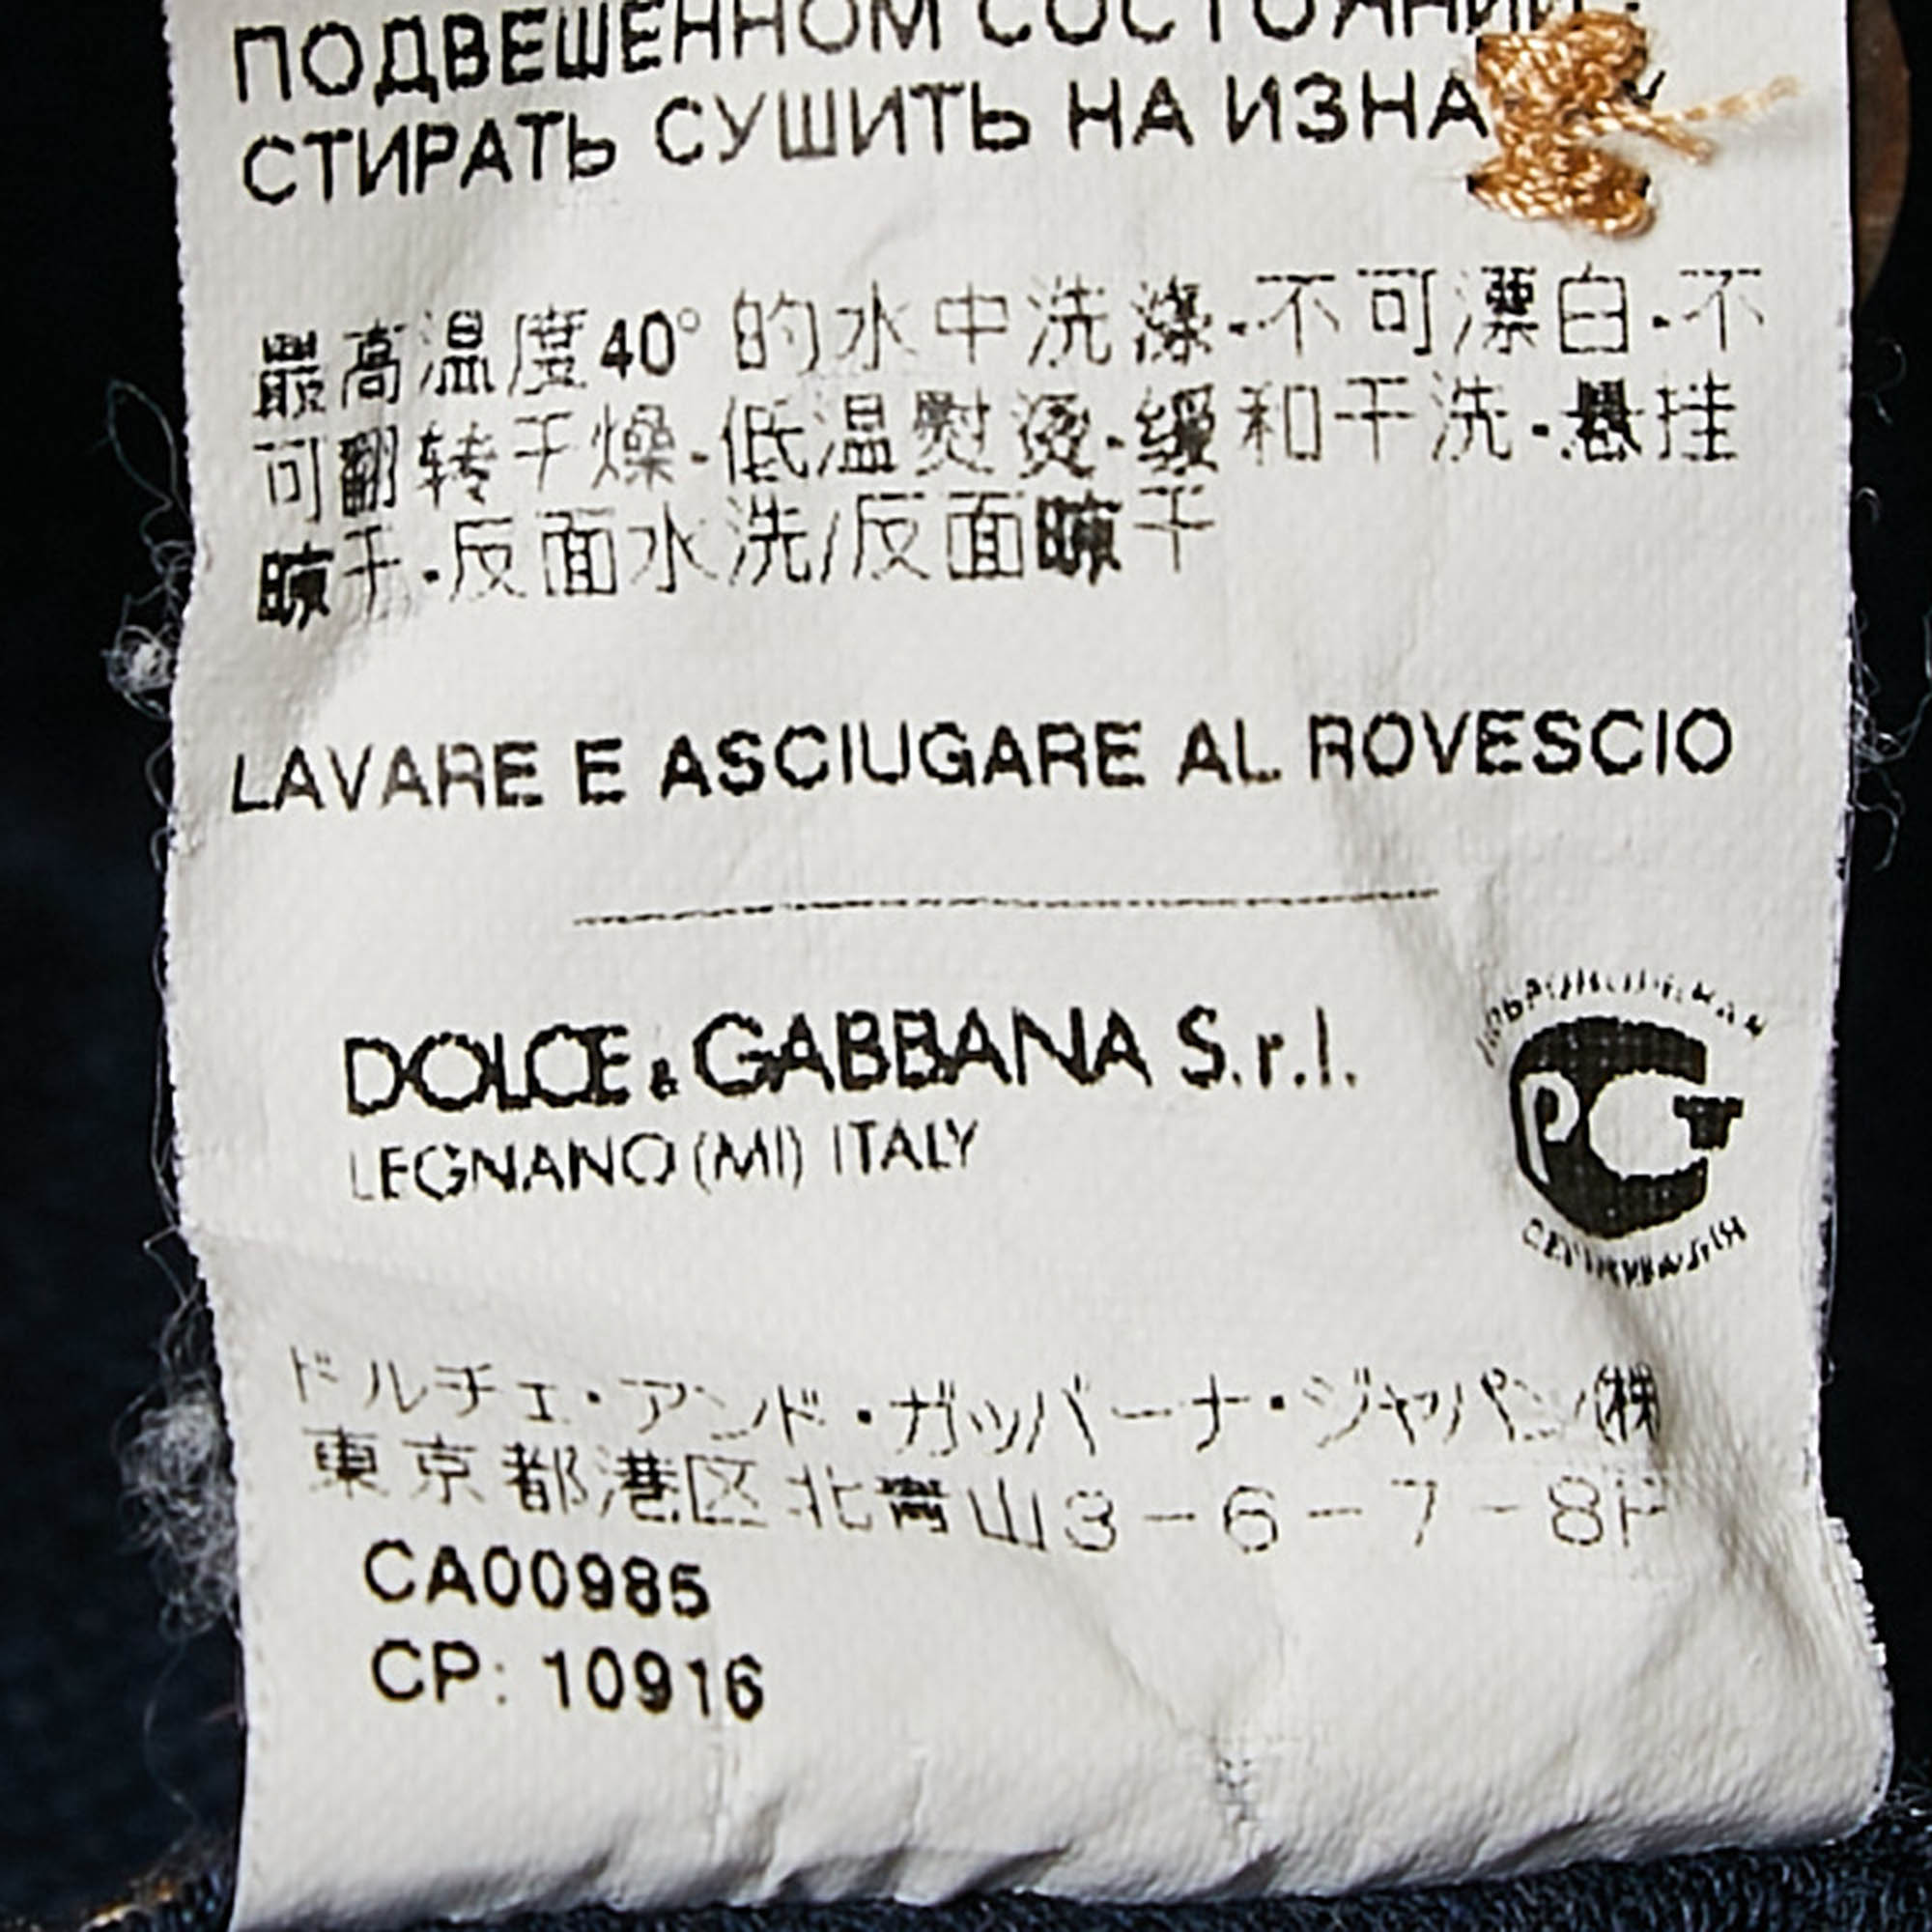 ПОДВЕШЕННОМ СОСТОЯНИИ.
СТИРАТЬ СУШИТЬ НА
最高温度40°的水中洗涤-不可漂白-不
可翻转干燥-低温熨烫-缓和干洗-悬挂
晾干-反面水洗/反面晾干
LAVARE E ASCIUGARE AL ROVESCIO
DOLCE & GABBANA S.r.l.
LEGNANO (MI) ITALY
РСТ
ドルチェ・アンド・ガッバーナ・ジャパン(株)
東京都港区北青山3-6-7-8F
CA00985
CP: 10916